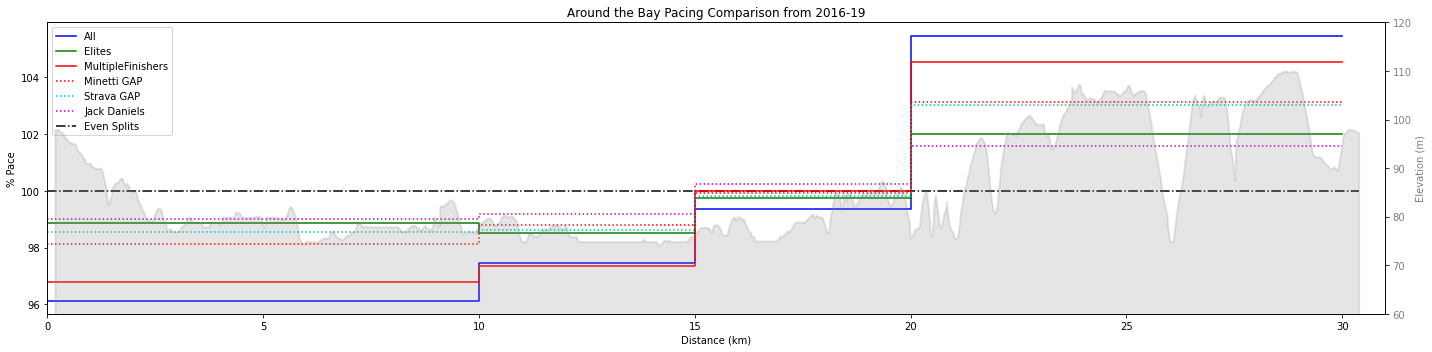 Around the Bay Pacing Comparison from 2016-19
All
Elites
MultipleFinishers
Minetti GAP
Strava GAP
Jack Daniels
Even Splits
% Pace
104
102
100
98
96
120
110
100
90
80
70
60
Elevation (m)
0
5
10
15
20
25
30
Distance (km)